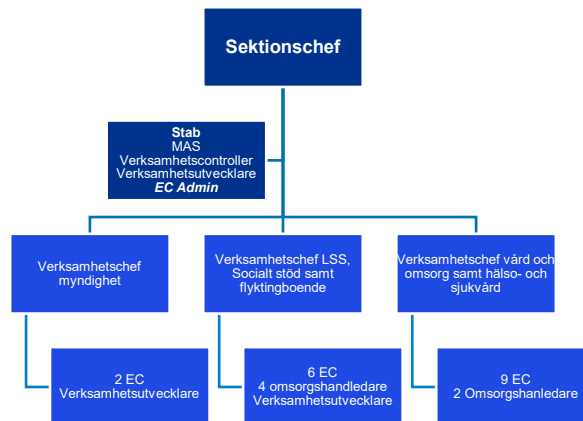 Sektionschef
Stab
MAS
Verksamhetscontroller
Verksamhetsutvecklare
EC Admin
Verksamhetschef
myndighet
Verksamhetschef LSS,
Socialt stöd samt
flyktingboende
Verksamhetschef vård och
omsorg samt hälso- och
sjukvård
2 EC
Verksamhetsutvecklare
6 EC
4 omsorgshandledare
Verksamhetsutvecklare
9 EC
2 Omsorgshanledare